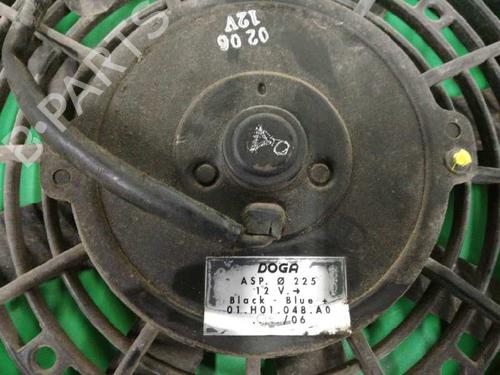 02 06
12V
B-PARTS
DOGA
ASP. Ø 225
12 V.→
Black - Blue +
01.H01.048.A0
/06